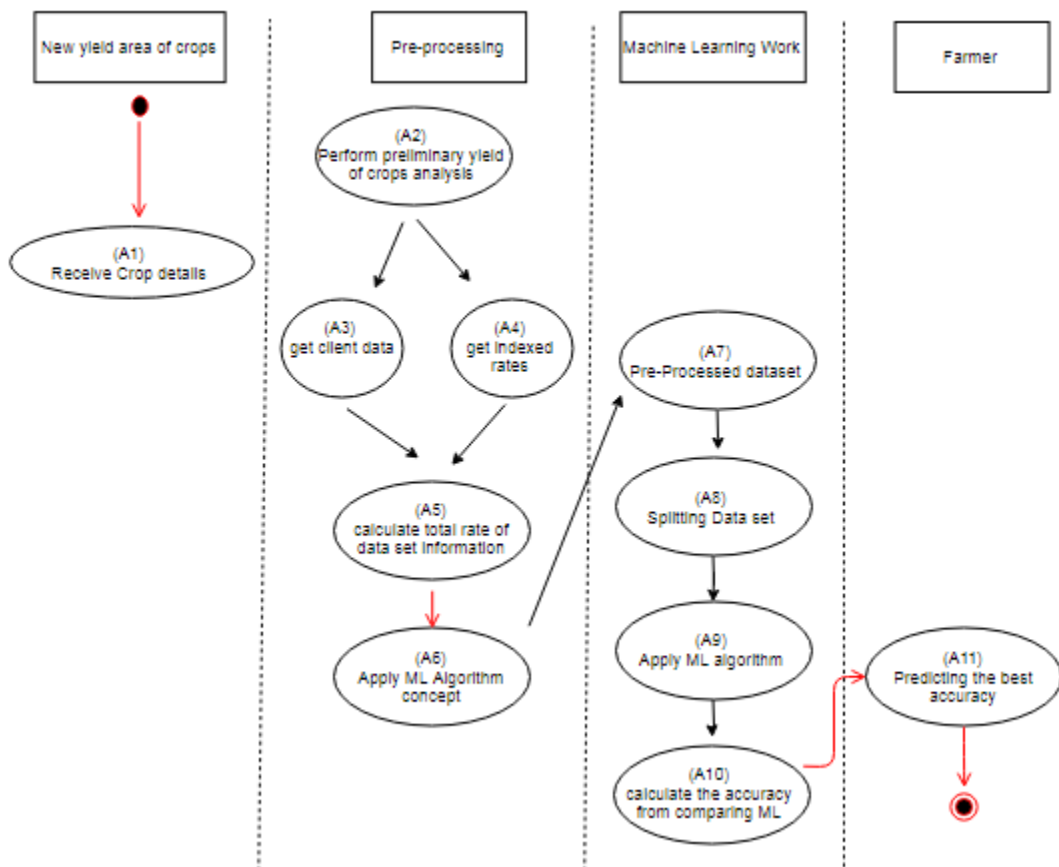 New yield area of crops
Pre-processing
Machine Learning Work
Farmer
(A1)
Receive Crop details
(A2)
Perform preliminary yield
of crops analysis
(A3)
get client data
(A4)
get indexed
rates
(A5)
calculate total rate of
data set information
(A6)
Apply ML Algorithm
concept
(A7)
Pre-Processed dataset
(A8)
Splitting Data set
(A9)
Apply ML algorithm
(A10)
calculate the accuracy
from comparing ML
(A11)
Predicting the best
accuracy